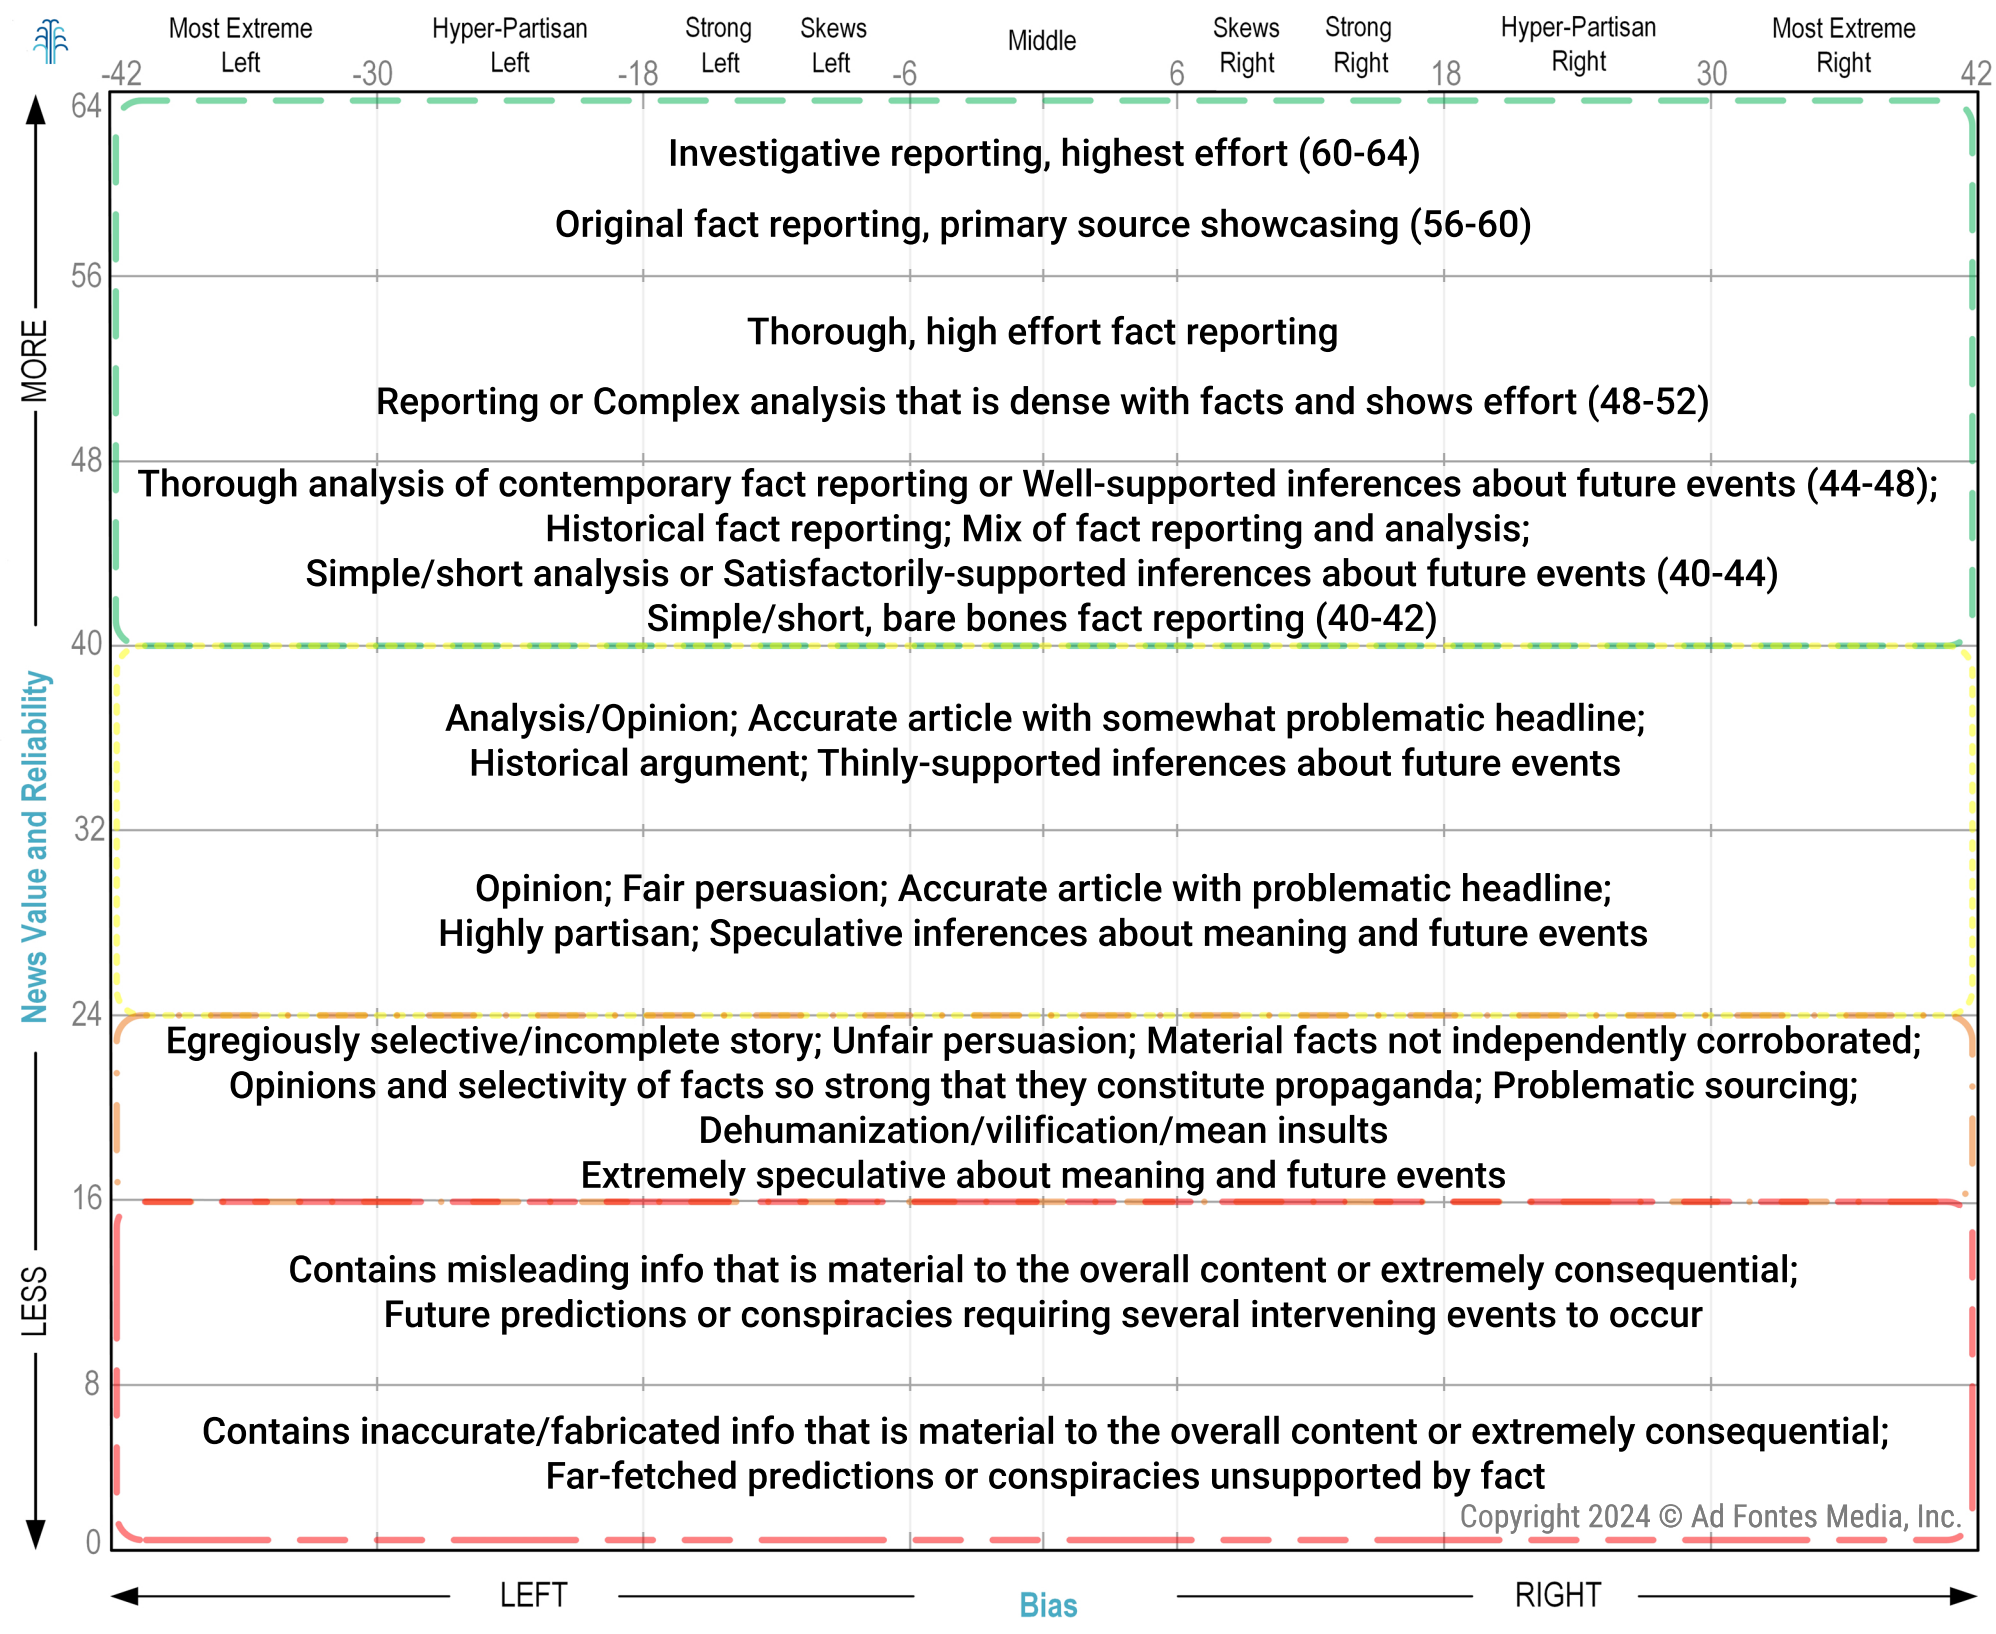 Most Extreme Left
Hyper-Partisan Left
Strong Left
Skews Left
Middle
Skews Right
Strong Right
Hyper-Partisan Right
Most Extreme Right
-42 -30 -18 -6 6 18 30 42
64
Investigative reporting, highest effort (60-64)
Original fact reporting, primary source showcasing (56-60)
56
Thorough, high effort fact reporting
MORE
Reporting or Complex analysis that is dense with facts and shows effort (48-52)
48
Thorough analysis of contemporary fact reporting or Well-supported inferences about future events (44-48);
Historical fact reporting; Mix of fact reporting and analysis;
Simple/short analysis or Satisfactorily-supported inferences about future events (40-44)
Simple/short, bare bones fact reporting (40-42)
40
Analysis/Opinion; Accurate article with somewhat problematic headline;
Historical argument; Thinly-supported inferences about future events
News Value and Reliability
32
Opinion; Fair persuasion; Accurate article with problematic headline;
Highly partisan; Speculative inferences about meaning and future events
24
Egregiously selective/incomplete story; Unfair persuasion; Material facts not independently corroborated;
Opinions and selectivity of facts so strong that they constitute propaganda; Problematic sourcing;
Dehumanization/vilification/mean insults
Extremely speculative about meaning and future events
16
Contains misleading info that is material to the overall content or extremely consequential;
Future predictions or conspiracies requiring several intervening events to occur
LESS
8
Contains inaccurate/fabricated info that is material to the overall content or extremely consequential;
Far-fetched predictions or conspiracies unsupported by fact
Copyright 2024 © Ad Fontes Media, Inc.
0
LEFT Bias RIGHT